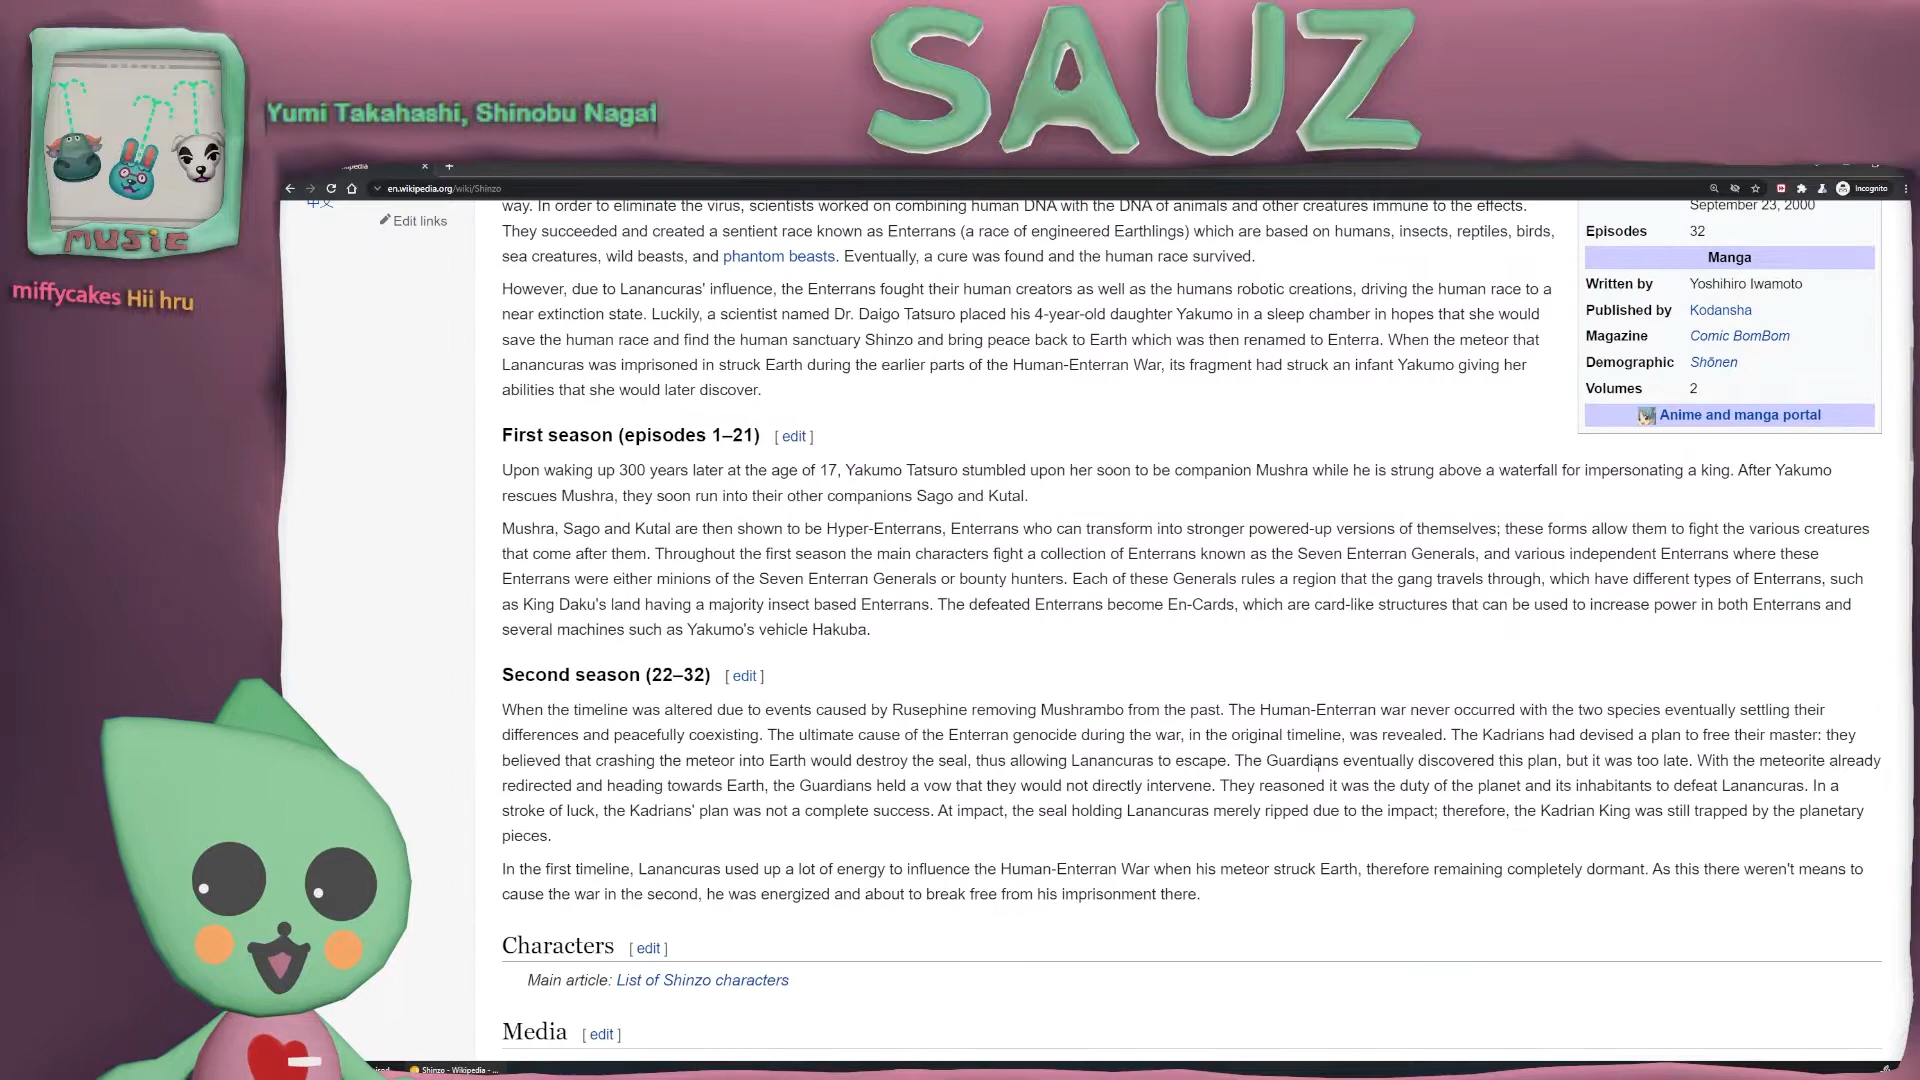 SAUZ
Yumi Takahashi, Shinobu Nagat
MUSIC
miffycakes Hii hru
en.wikipedia.org/wiki/Shinzo
Incognito
中文
Edit links
way. In order to eliminate the virus, scientists worked on combining human DNA with the DNA of animals and other creatures immune to the effects.
They succeeded and created a sentient race known as Enterrans (a race of engineered Earthlings) which are based on humans, insects, reptiles, birds,
sea creatures, wild beasts, and phantom beasts. Eventually, a cure was found and the human race survived.
However, due to Lanancuras' influence, the Enterrans fought their human creators as well as the humans robotic creations, driving the human race to a
near extinction state. Luckily, a scientist named Dr. Daigo Tatsuro placed his 4-year-old daughter Yakumo in a sleep chamber in hopes that she would
save the human race and find the human sanctuary Shinzo and bring peace back to Earth which was then renamed to Enterra. When the meteor that
Lanancuras was imprisoned in struck Earth during the earlier parts of the Human-Enterran War, its fragment had struck an infant Yakumo giving her
abilities that she would later discover.
September 23, 2000
Episodes 32
Manga
Written by Yoshihiro Iwamoto
Published by Kodansha
Magazine Comic BomBom
Demographic Shōnen
Volumes 2
Anime and manga portal
First season (episodes 1–21) [ edit ]
Upon waking up 300 years later at the age of 17, Yakumo Tatsuro stumbled upon her soon to be companion Mushra while he is strung above a waterfall for impersonating a king. After Yakumo
rescues Mushra, they soon run into their other companions Sago and Kutal.
Mushra, Sago and Kutal are then shown to be Hyper-Enterrans, Enterrans who can transform into stronger powered-up versions of themselves; these forms allow them to fight the various creatures
that come after them. Throughout the first season the main characters fight a collection of Enterrans known as the Seven Enterran Generals, and various independent Enterrans where these
Enterrans were either minions of the Seven Enterran Generals or bounty hunters. Each of these Generals rules a region that the gang travels through, which have different types of Enterrans, such
as King Daku's land having a majority insect based Enterrans. The defeated Enterrans become En-Cards, which are card-like structures that can be used to increase power in both Enterrans and
several machines such as Yakumo's vehicle Hakuba.
Second season (22–32) [ edit ]
When the timeline was altered due to events caused by Rusephine removing Mushrambo from the past. The Human-Enterran war never occurred with the two species eventually settling their
differences and peacefully coexisting. The ultimate cause of the Enterran genocide during the war, in the original timeline, was revealed. The Kadrians had devised a plan to free their master: they
believed that crashing the meteor into Earth would destroy the seal, thus allowing Lanancuras to escape. The Guardians eventually discovered this plan, but it was too late. With the meteorite already
redirected and heading towards Earth, the Guardians held a vow that they would not directly intervene. They reasoned it was the duty of the planet and its inhabitants to defeat Lanancuras. In a
stroke of luck, the Kadrians' plan was not a complete success. At impact, the seal holding Lanancuras merely ripped due to the impact; therefore, the Kadrian King was still trapped by the planetary
pieces.
In the first timeline, Lanancuras used up a lot of energy to influence the Human-Enterran War when his meteor struck Earth, therefore remaining completely dormant. As this there weren't means to
cause the war in the second, he was energized and about to break free from his imprisonment there.
Characters [ edit ]
Main article: List of Shinzo characters
Media [ edit ]
Shinzo - Wikipedia - ...